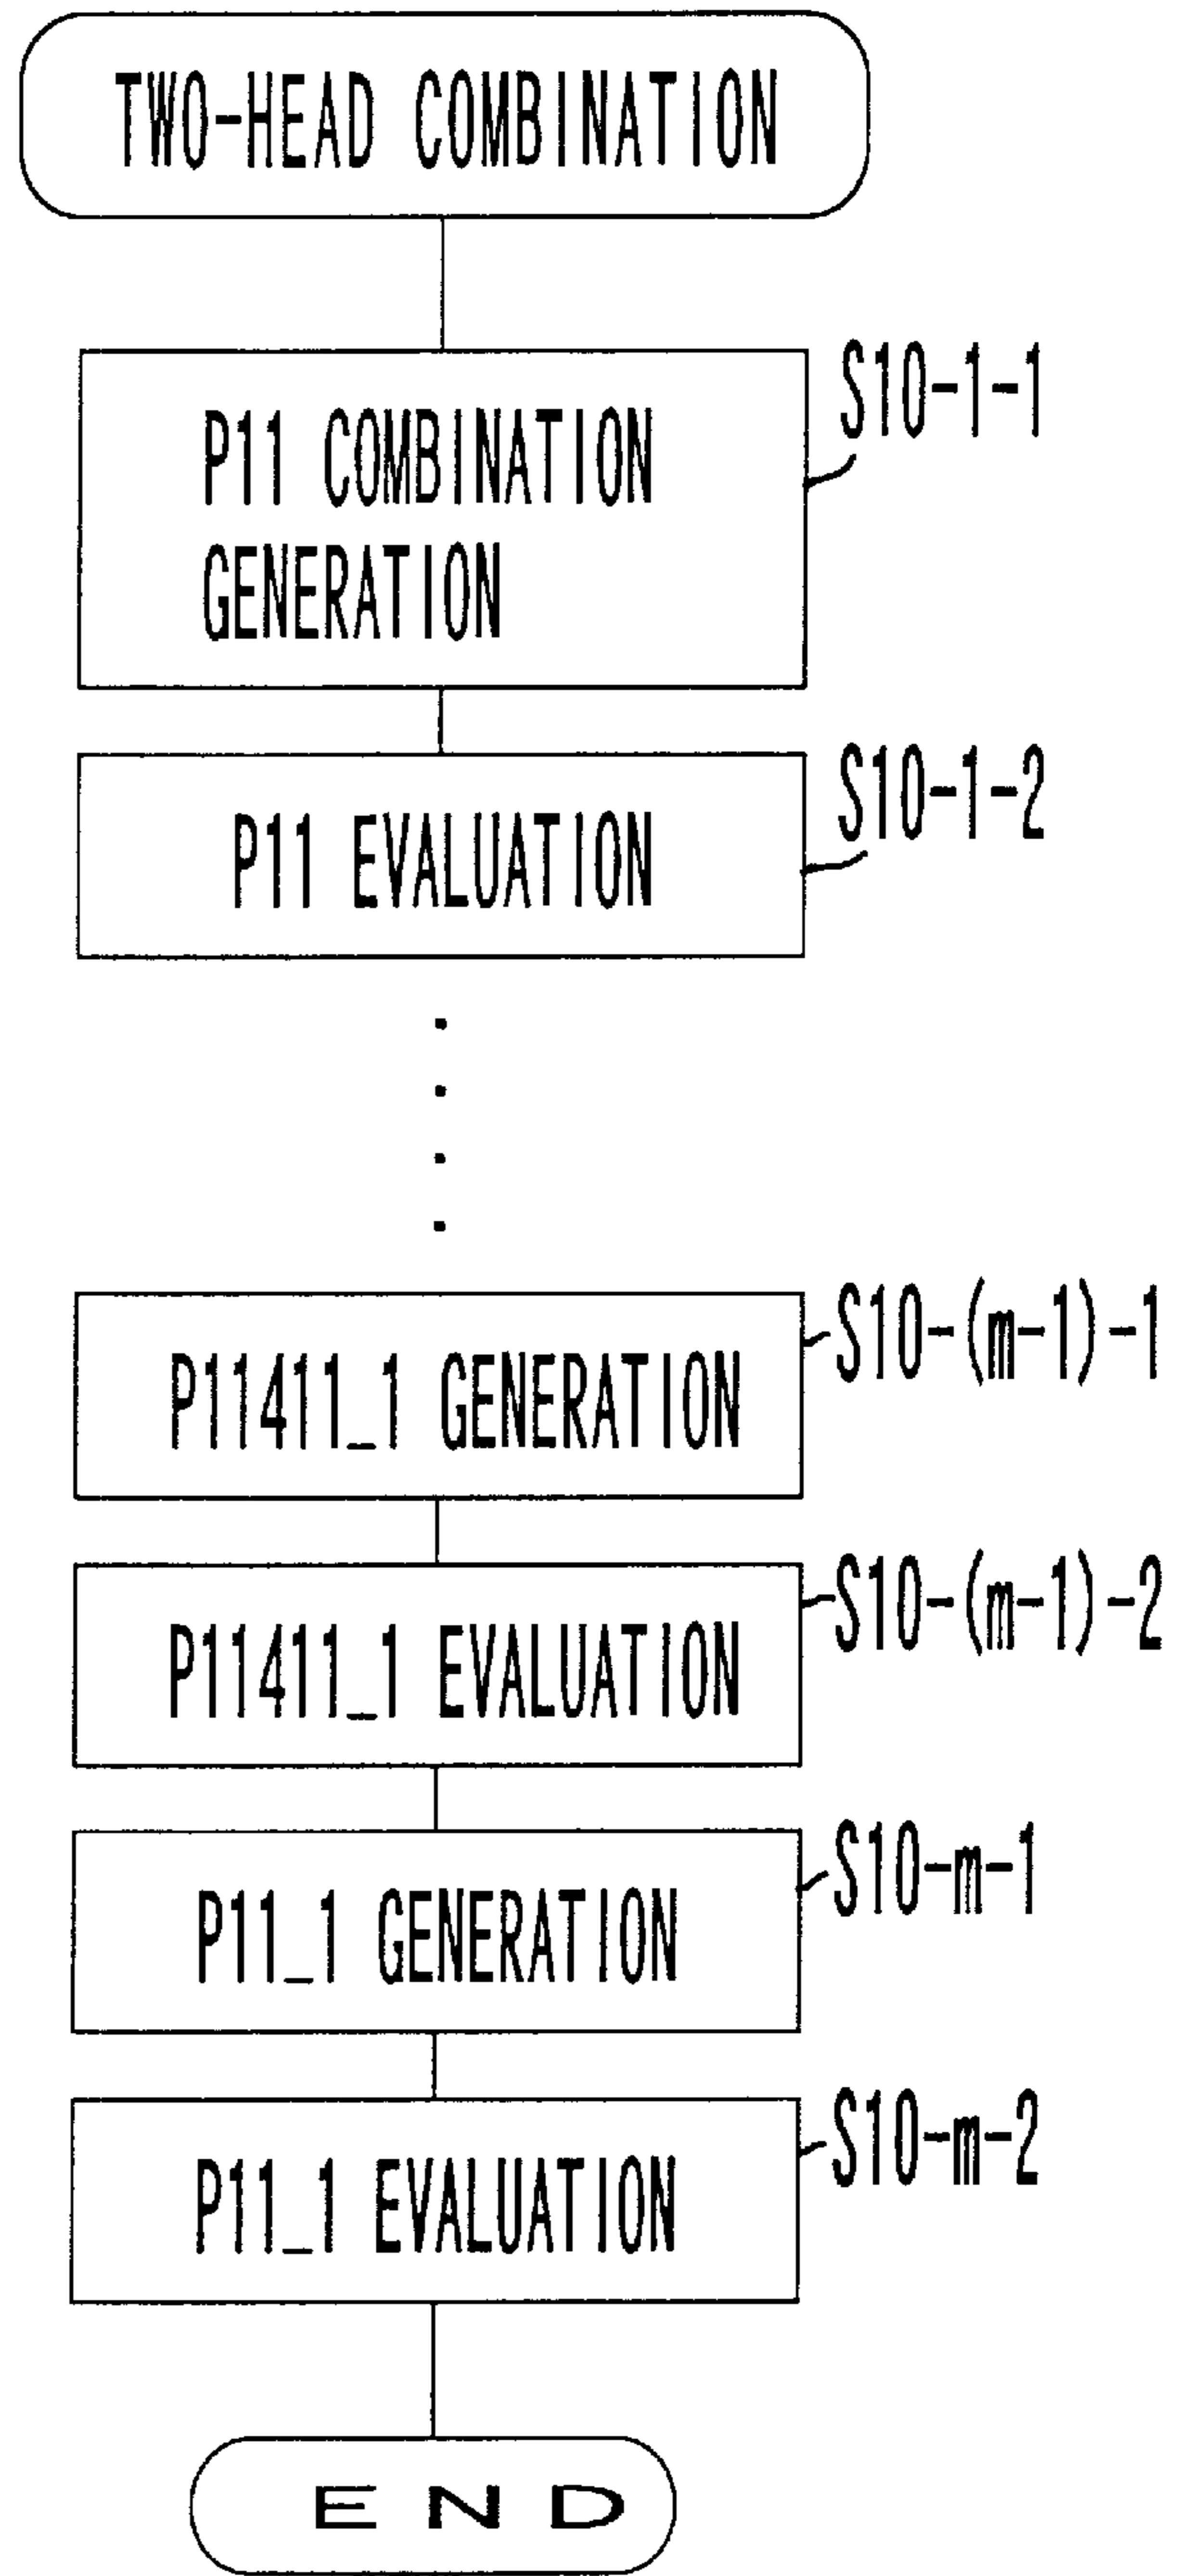 TWO-HEAD COMBINATION
S10-1-1
P11 COMBINATION
GENERATION
S10-1-2
P11 EVALUATION
S10-(m-1)-1
P11411_1 GENERATION
S10-(m-1)-2
P11411_1 EVALUATION
S10-m-1
P11_1 GENERATION
S10-m-2
P11_1 EVALUATION
END